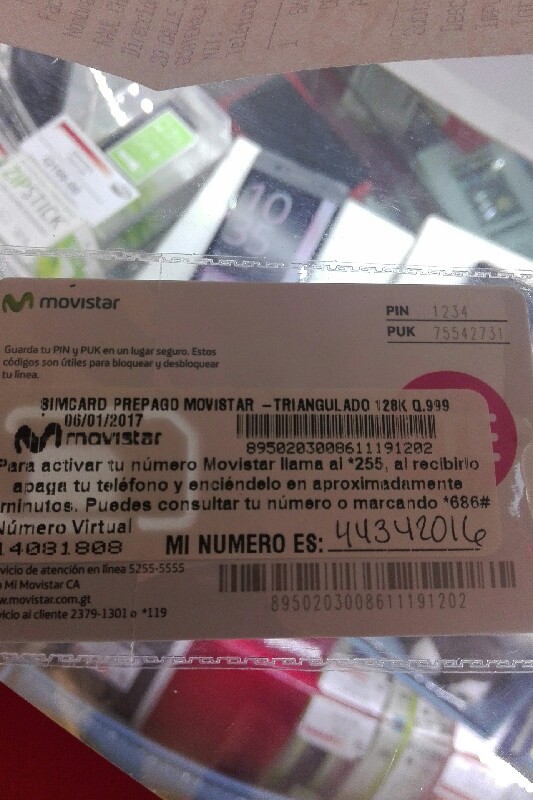 ZIPSTICK
10
35
movistar
PIN 1234
PUK 75542731
Guarda tu PIN y PUK en un lugar seguro. Estos
códigos son útiles para bloquear y desbloquear
tu línea.
SIMCARD PREPAGO MOVISTAR -TRIANGULADO 128K Q.999
06/01/2017
movistar
8950203008611191202
Para activar tu número Movistar llama al *255, al recibirlo
apaga tu teléfono y enciéndelo en aproximadamente
minutos. Puedes consultar tu número o marcando *686#
Número Virtual
14081808 MI NUMERO ES: 44342016
vicio de atención en línea 5255-5555
o Mi Movistar CA
w.movistar.com.gt
vicio al cliente 2379-1301 o *119
8950203008611191202